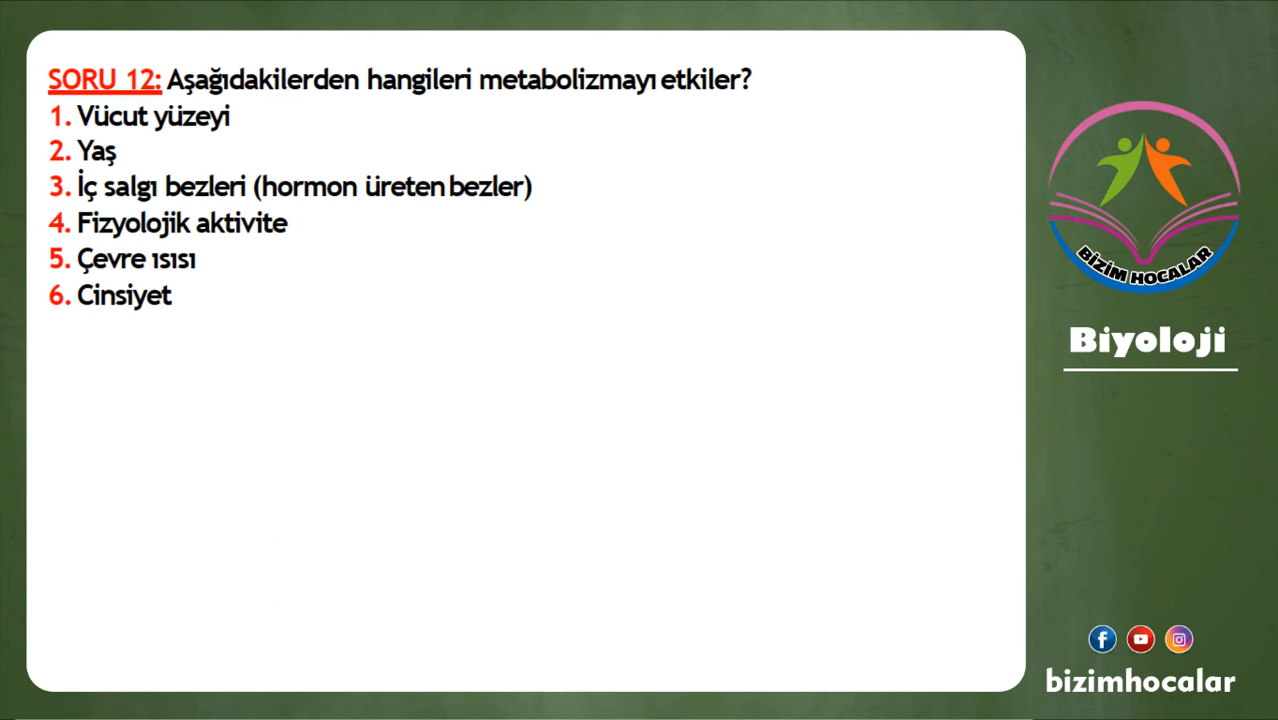 SORU 12: Aşağıdakilerden hangileri metabolizmayı etkiler?
1. Vücut yüzeyi
2. Yaş
3. İç salgı bezleri (hormon üreten bezler)
4. Fizyolojik aktivite
5. Çevre ısısı
6. Cinsiyet
BİZİM HOCALAR
Biyoloji
bizimhocalar